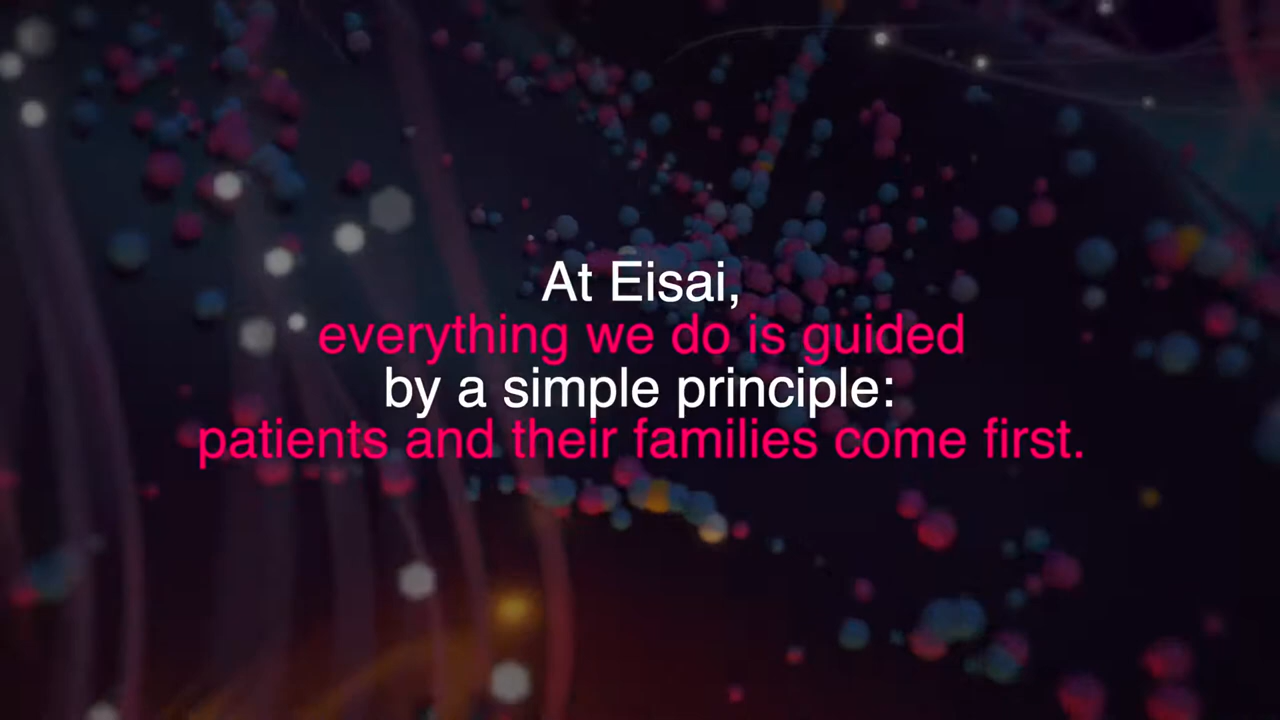 At Eisai,
everything we do is guided
by a simple principle:
patients and their families come first.